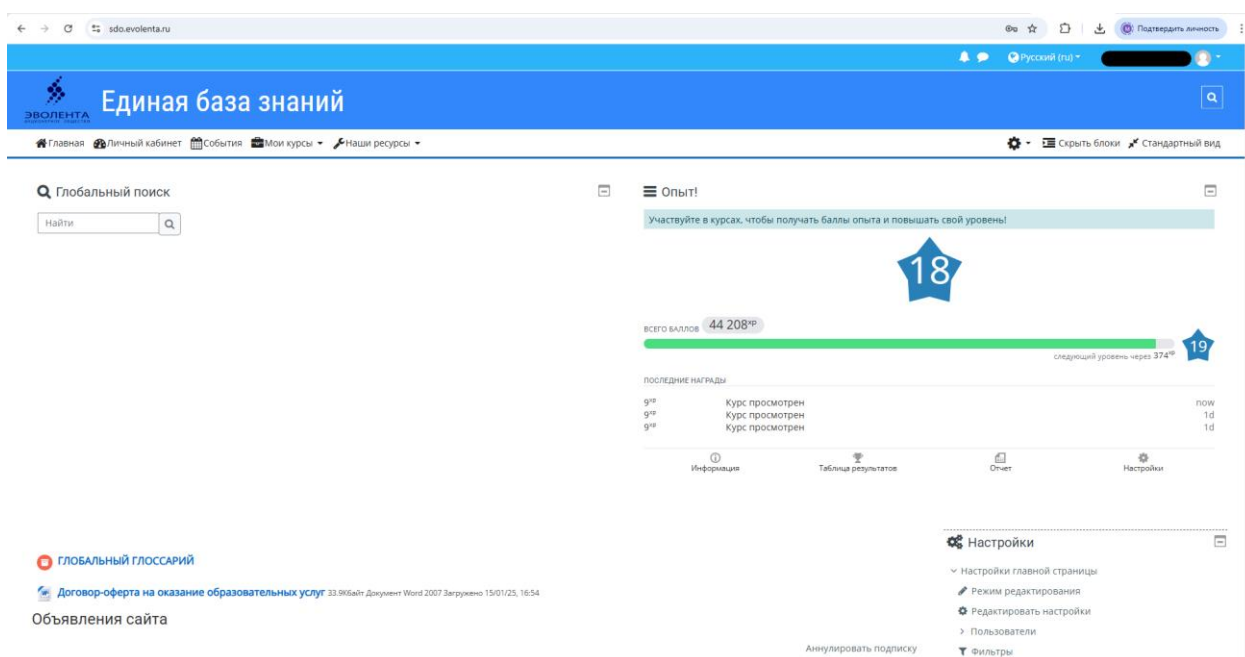 sdo.evolenta.ru
Подтвердить личность
Русский (ru)
ЭВОЛЕНТА
Единая база знаний
Главная Личный кабинет События Мои курсы Наши ресурсы
Скрыть блоки Стандартный вид
Глобальный поиск
Найти
Опыт!
Участвуйте в курсах, чтобы получать баллы опыта и повышать свой уровень!
18
ВСЕГО БАЛЛОВ 44 208xp
19
следующий уровень через 374xp
ПОСЛЕДНИЕ НАГРАДЫ
9xp Курс просмотрен now
9xp Курс просмотрен 1d
9xp Курс просмотрен 1d
Информация Таблица результатов Отчет Настройки
ГЛОБАЛЬНЫЙ ГЛОССАРИЙ
Договор-оферта на оказание образовательных услуг 33.9Кбайт Документ Word 2007 Загружено 15/01/25, 16:54
Объявления сайта
Аннулировать подписку
Настройки
Настройки главной страницы
Режим редактирования
Редактировать настройки
Пользователи
Фильтры